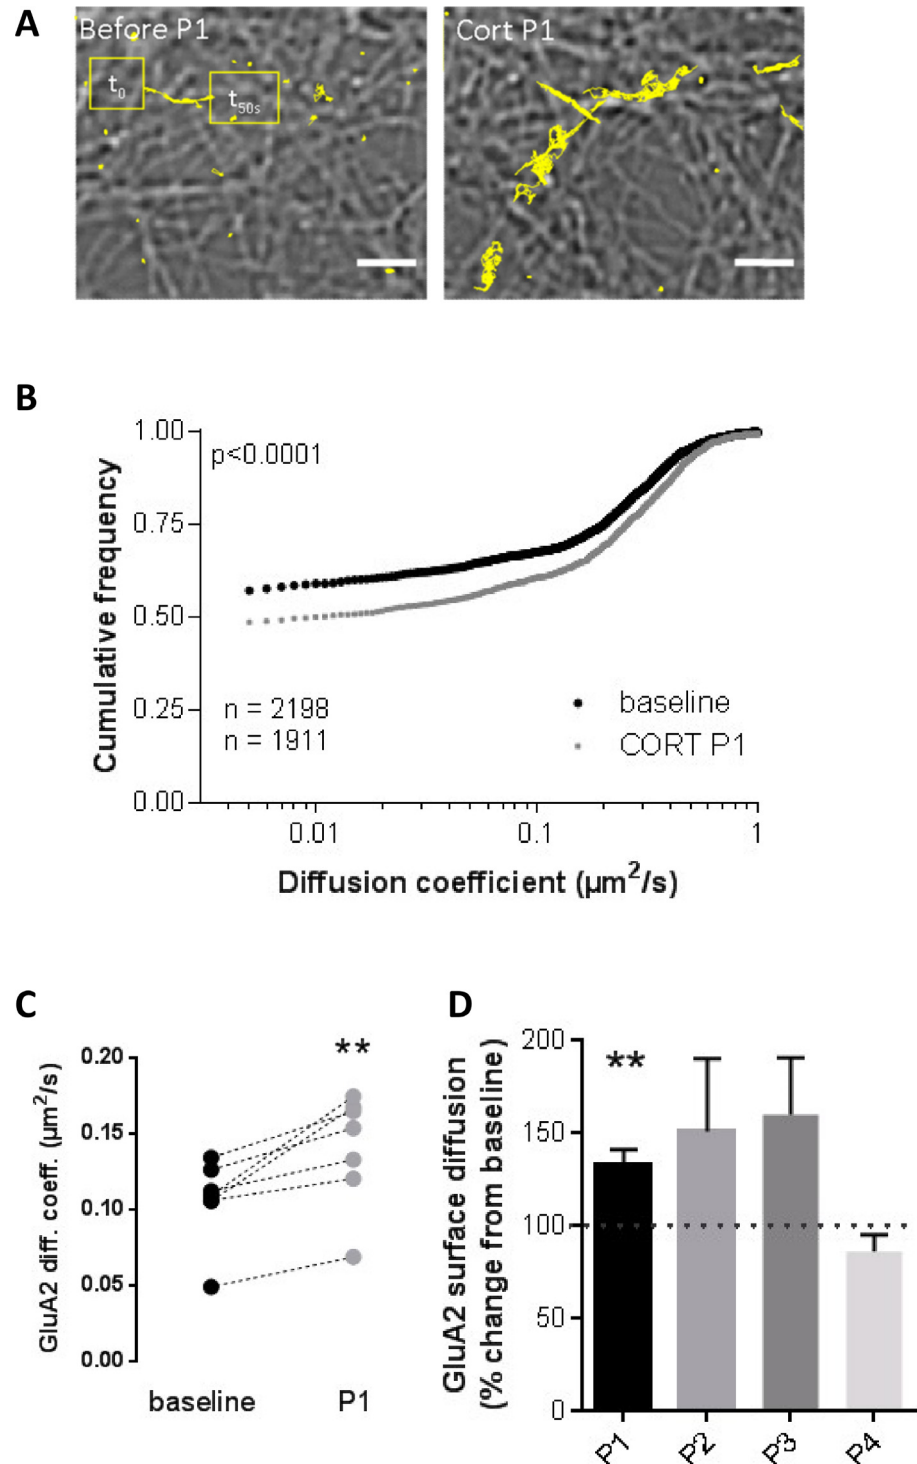 A
Before P1
Cort P1
t0
t50s
B
1.00
p<0.0001
0.75
0.50
0.25
n = 2198
n = 1911
baseline
CORT P1
0.00
0.01
0.1
1
Cumulative frequency
Diffusion coefficient (µm²/s)
C
**
0.20
0.15
0.10
0.05
0.00
GluA2 diff. coeff. (µm²/s)
baseline
P1
D
**
200
150
100
50
0
GluA2 surface diffusion
(% change from baseline)
P1
P2
P3
P4